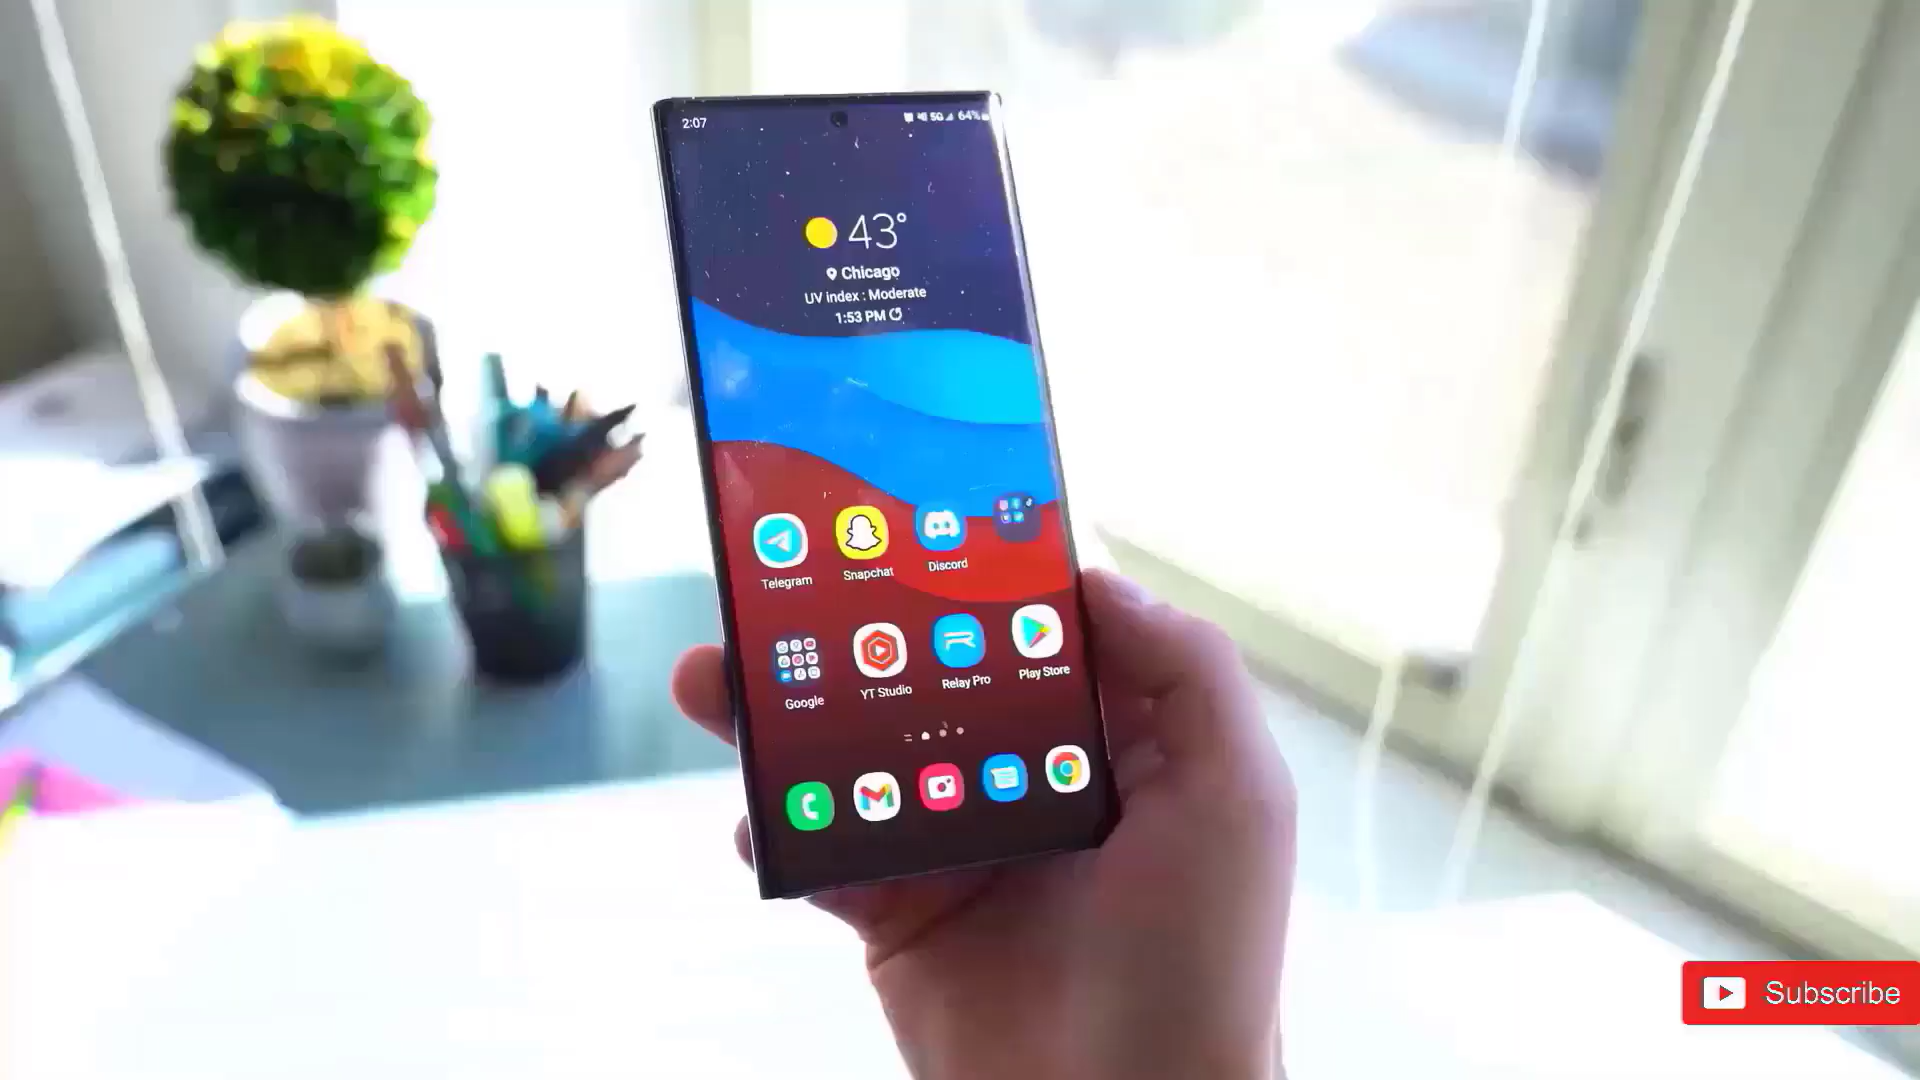 2:07
5G 64%
43°
Chicago
UV index : Moderate
1:53 PM
Telegram
Snapchat
Discord
Google
YT Studio
Relay Pro
Play Store
Subscribe